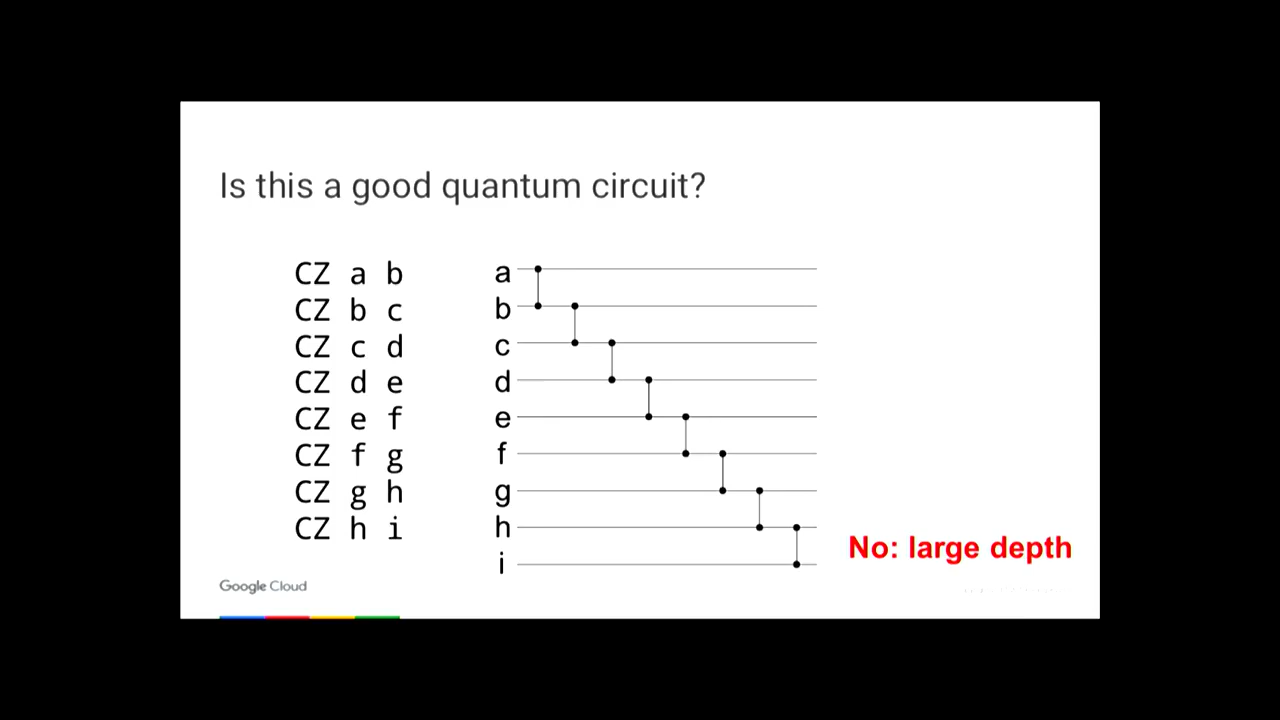 Is this a good quantum circuit?
CZ a b
CZ b c
CZ c d
CZ d e
CZ e f
CZ f g
CZ g h
CZ h i
a
b
c
d
e
f
g
h
i
No: large depth
Google Cloud